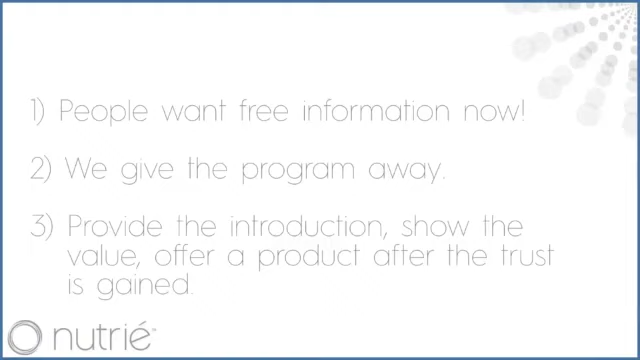 1) People want free information now!
2) We give the program away.
3) Provide the introduction, show the
value, offer a product after the trust
is gained.
nutrié™